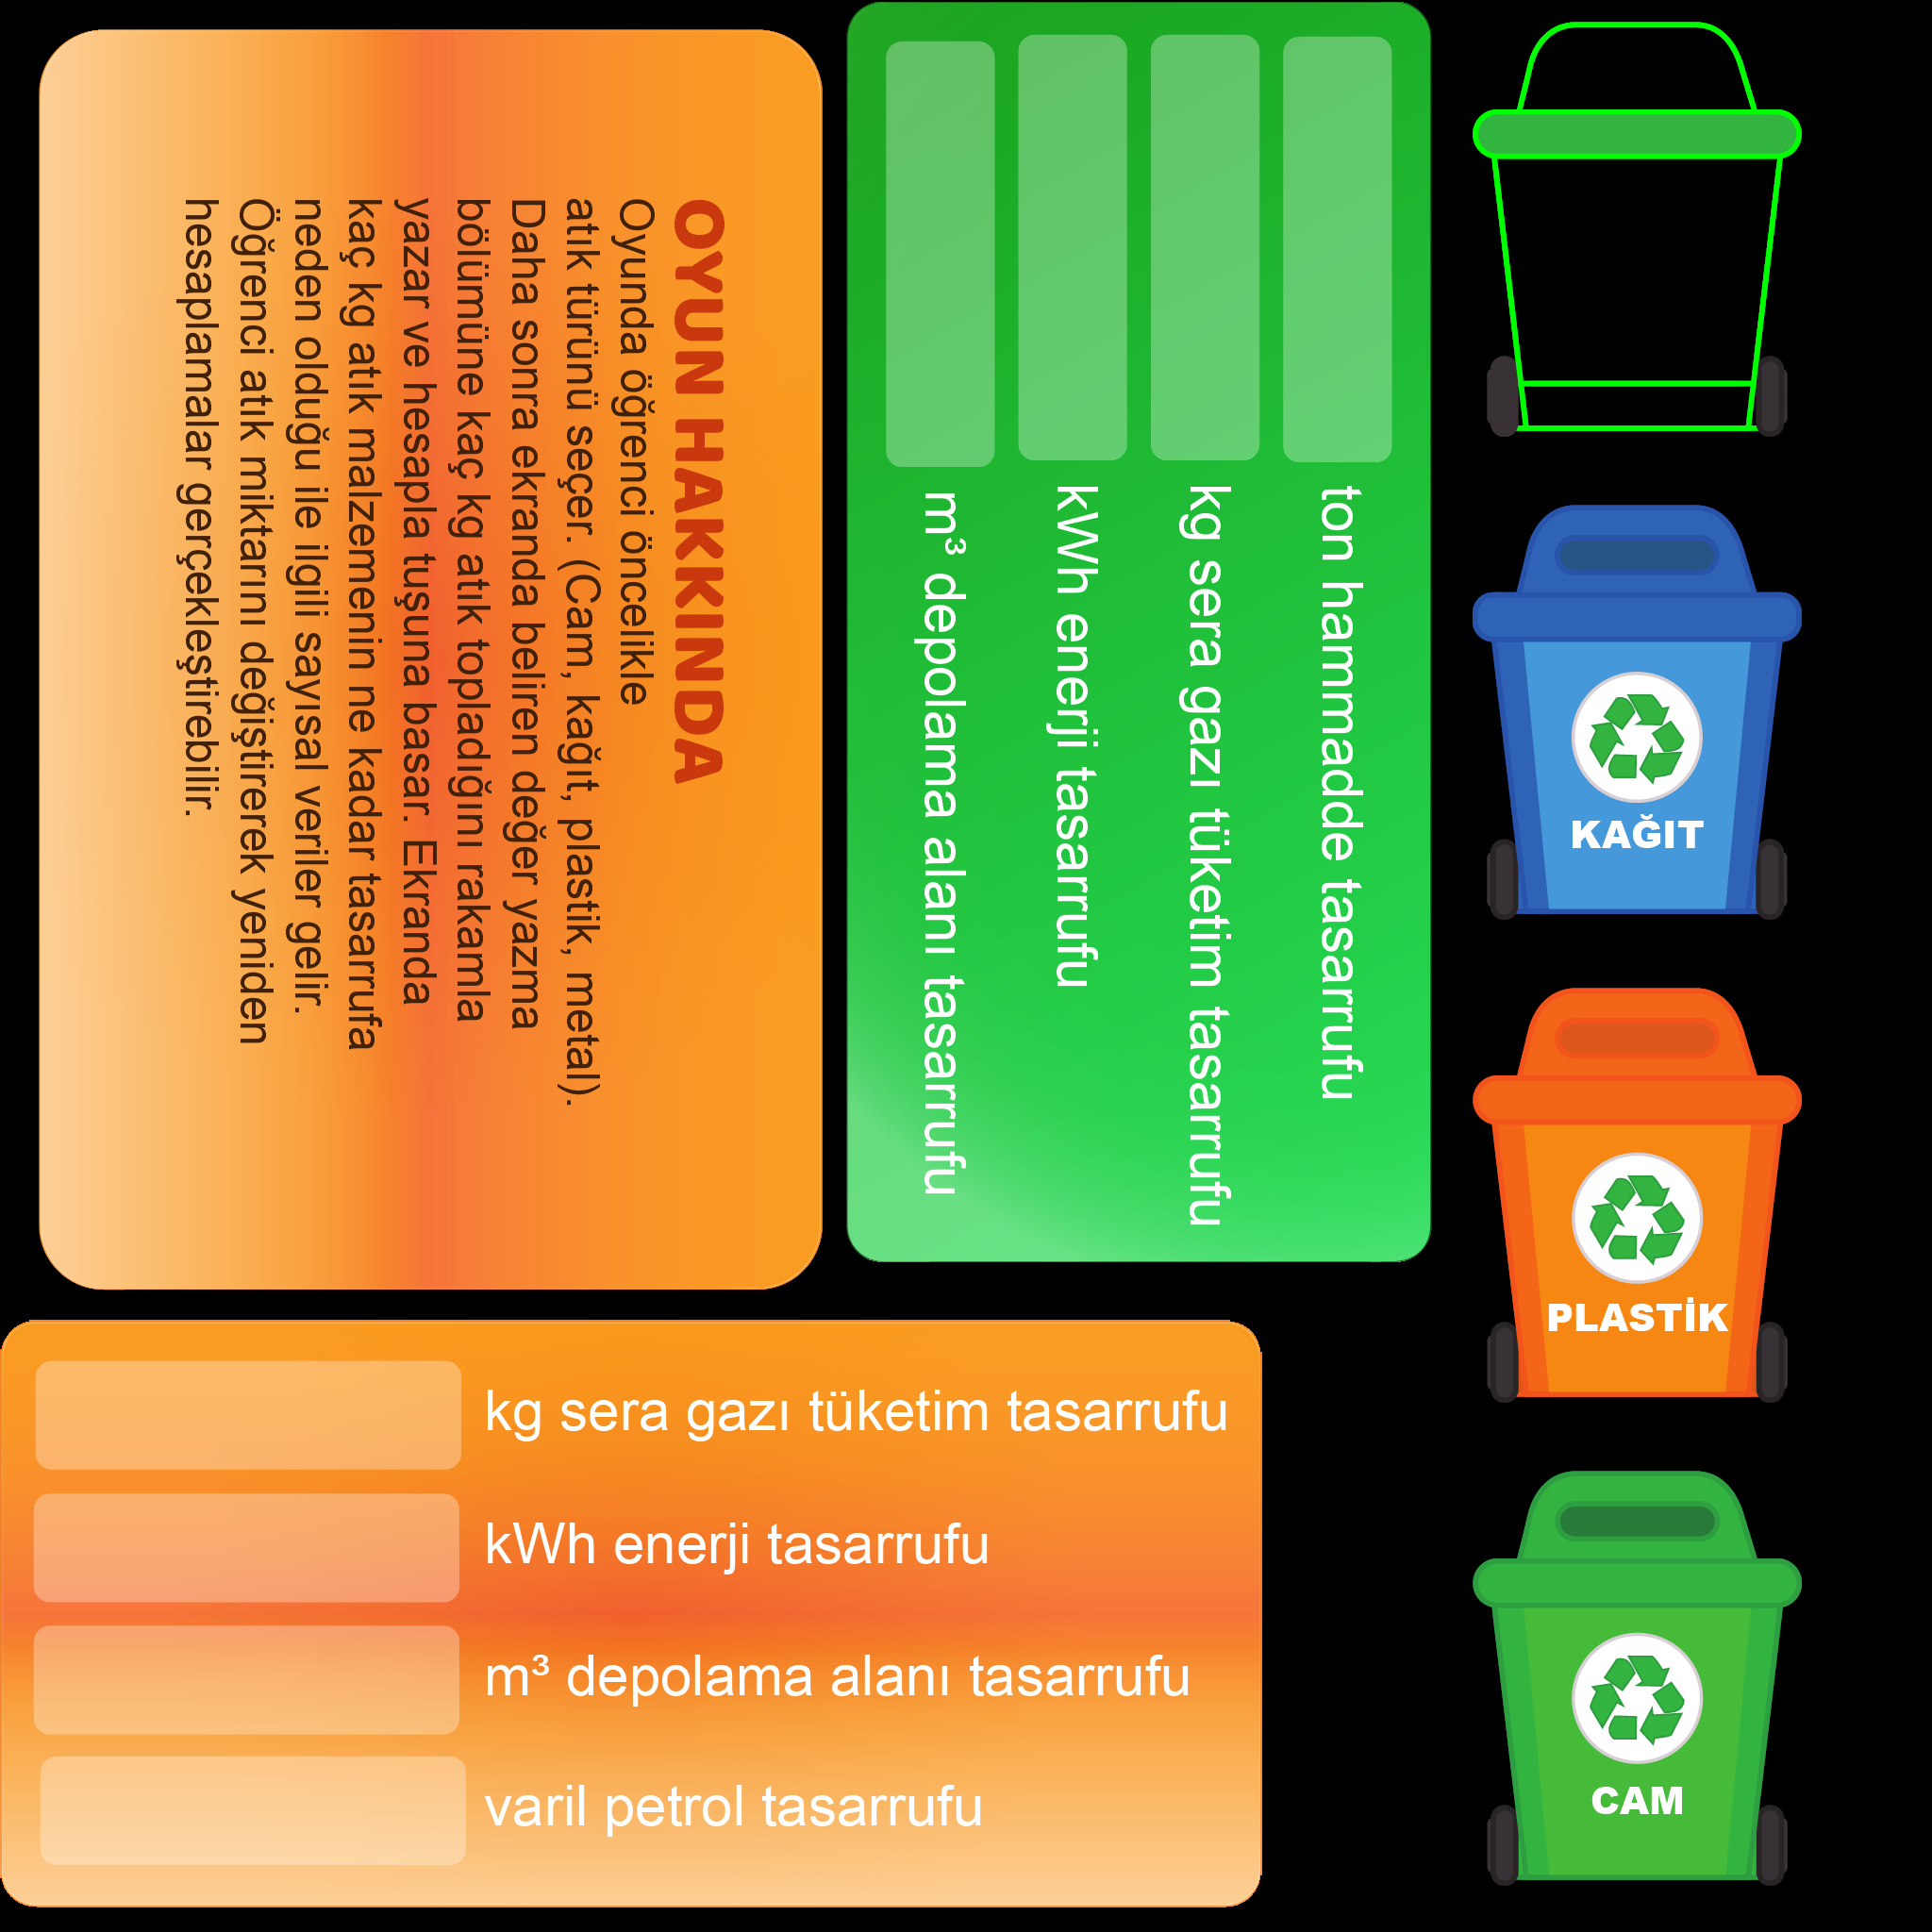 OYUN HAKKINDA
Oyunda öğrenci öncelikle
atık türünü seçer. (Cam, kağıt, plastik, metal).
Daha sonra ekranda beliren değer yazma
bölümüne kaç kg atık topladığını rakamla
yazar ve hesapla tuşuna basar. Ekranda
kaç kg atık malzemenin ne kadar tasarrufa
neden olduğu ile ilgili sayısal veriler gelir.
Öğrenci atık miktarını değiştirerek yeniden
hesaplamalar gerçekleştirebilir.
ton hammadde tasarrufu
kg sera gazı tüketim tasarrufu
kWh enerji tasarrufu
m³ depolama alanı tasarrufu
KAĞIT
PLASTİK
CAM
kg sera gazı tüketim tasarrufu
kWh enerji tasarrufu
m³ depolama alanı tasarrufu
varil petrol tasarrufu